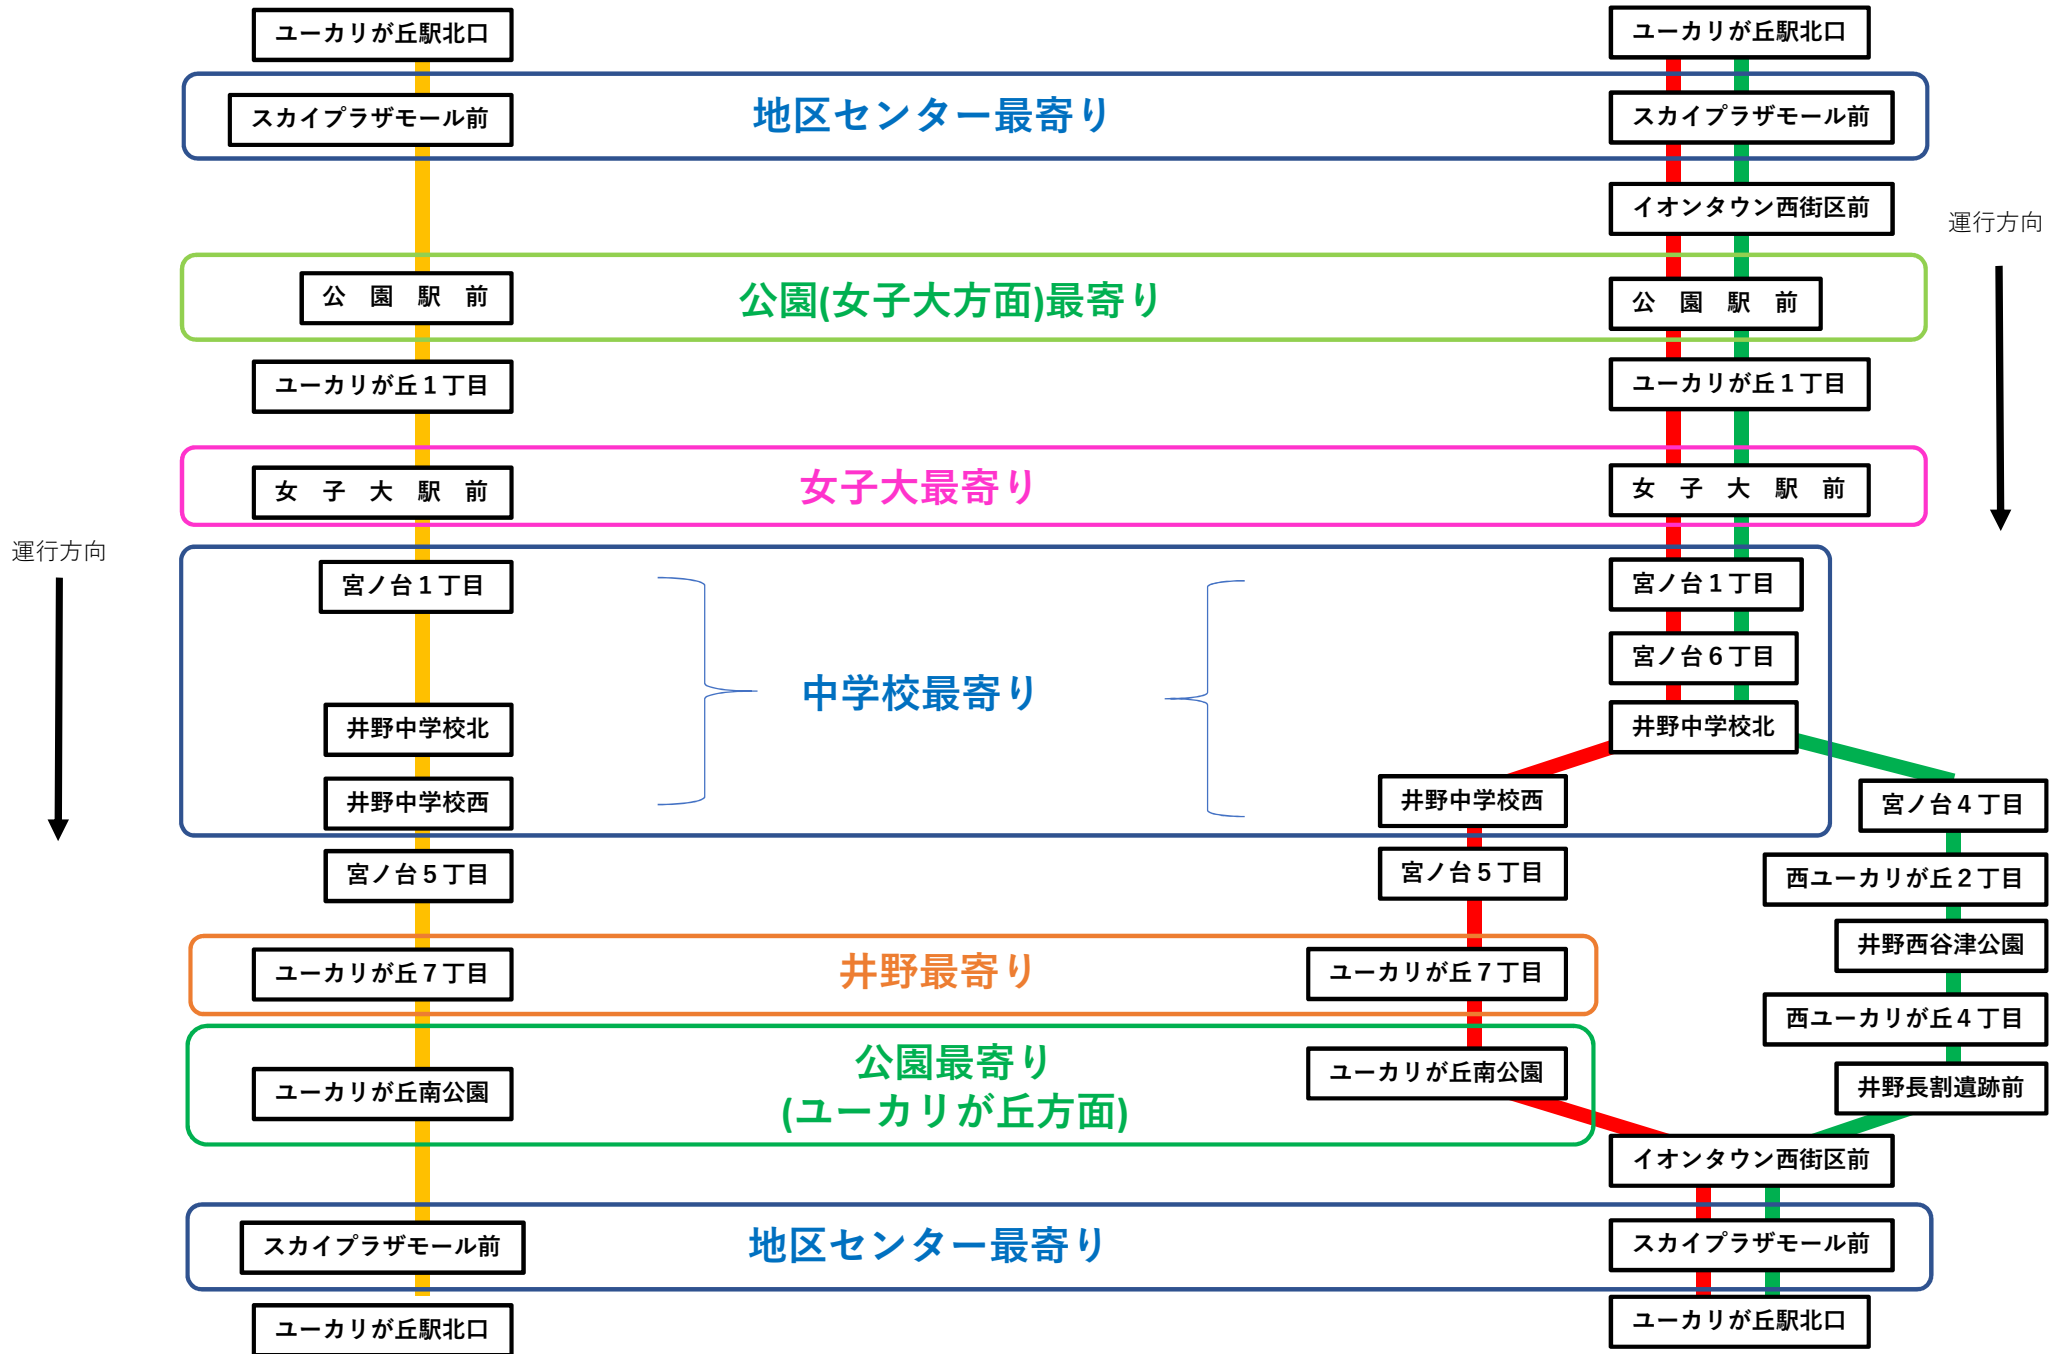 ユーカリが丘駅北口
ユーカリが丘駅北口
スカイプラザモール前
地区センター最寄り
スカイプラザモール前
イオンタウン西街区前
運行方向
公　園　駅　前
公園(女子大方面)最寄り
公　園　駅　前
ユーカリが丘１丁目
ユーカリが丘１丁目
女　子　大　駅　前
女子大最寄り
女　子　大　駅　前
運行方向
宮ノ台１丁目
宮ノ台１丁目
宮ノ台６丁目
中学校最寄り
井野中学校北
井野中学校北
井野中学校西
井野中学校西
宮ノ台４丁目
宮ノ台５丁目
宮ノ台５丁目
西ユーカリが丘２丁目
井野西谷津公園
ユーカリが丘７丁目
井野最寄り
ユーカリが丘７丁目
西ユーカリが丘４丁目
公園最寄り
(ユーカリが丘方面)
ユーカリが丘南公園
ユーカリが丘南公園
井野長割遺跡前
イオンタウン西街区前
スカイプラザモール前
地区センター最寄り
スカイプラザモール前
ユーカリが丘駅北口
ユーカリが丘駅北口